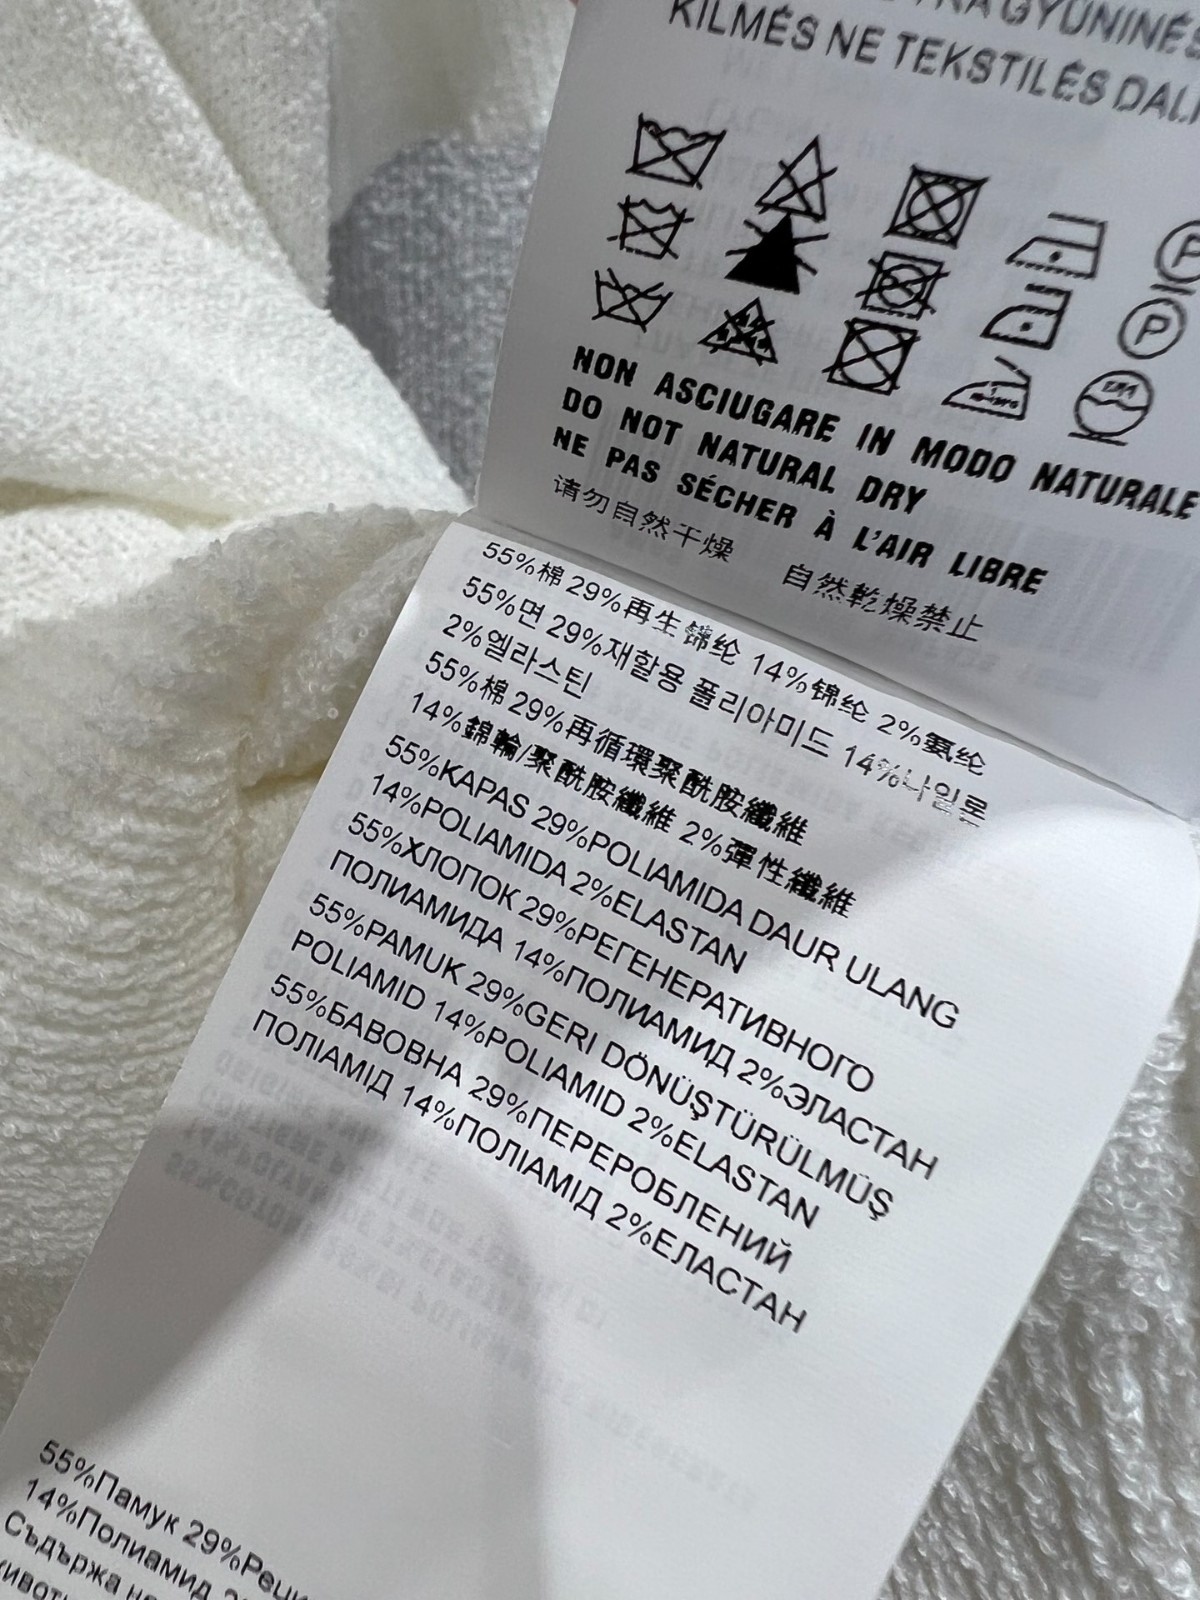 KILMĖS NE TEKSTILĖS
P
P
NON ASCIUGARE IN MODO NATURALE
DO NOT NATURAL DRY
NE PAS SÉCHER À L'AIR LIBRE
请勿自然干燥 自然乾燥禁止
55%棉 29%再生锦纶 14%锦纶 2%氨纶
55%면 29%재활용 폴리아미드 14%나일론
2%엘라스틴
55%棉 29%再循環聚酰胺纖維
14%錦輪/聚酰胺纖維 2%彈性纖維
55%KAPAS 29%POLIAMIDA DAUR ULANG
14%POLIAMIDA 2%ELASTAN
55%ХЛОПОК 29%РЕГЕНЕРАТИВНОГО
ПОЛИАМИДА 14%ПОЛИАМИД 2%ЭЛАСТАН
55%PAMUK 29%GERI DÖNÜŞTÜRÜLMÜŞ
POLIAMID 14%POLIAMID 2%ELASTAN
55%БАВОВНА 29%ПЕРЕРОБЛЕНИЙ
ПОЛІАМІД 14%ПОЛІАМІД 2%ЕЛАСТАН
55%Памук 29%Реци
14%Полиамид
Съдържа